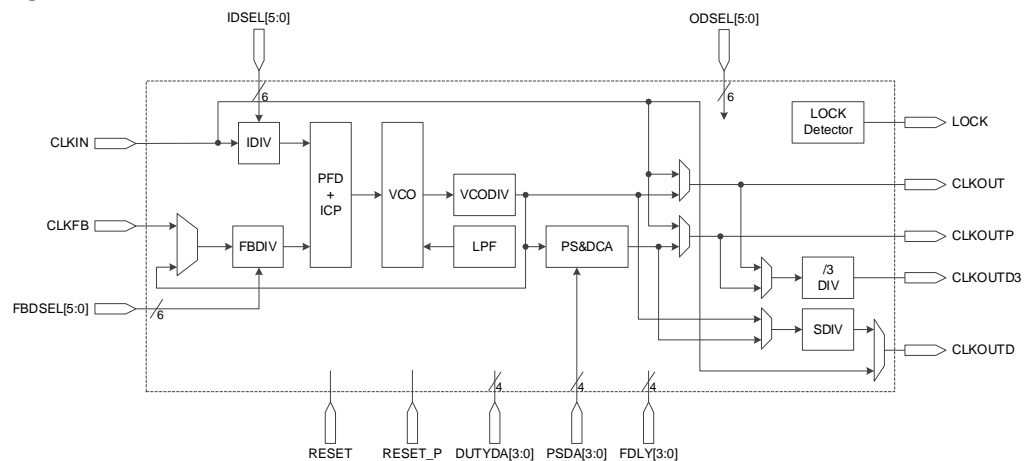 IDSEL[5:0]
ODSEL[5:0]
6
6
LOCK
Detector
LOCK
CLKIN
IDIV
PFD
+
ICP
VCO
VCODIV
CLKOUT
CLKFB
FBDIV
LPF
PS&DCA
CLKOUTP
/3
DIV
CLKOUTD3
FBDSEL[5:0]
6
SDIV
CLKOUTD
4
4
4
RESET
RESET_P
DUTYDA[3:0]
PSDA[3:0]
FDLY[3:0]